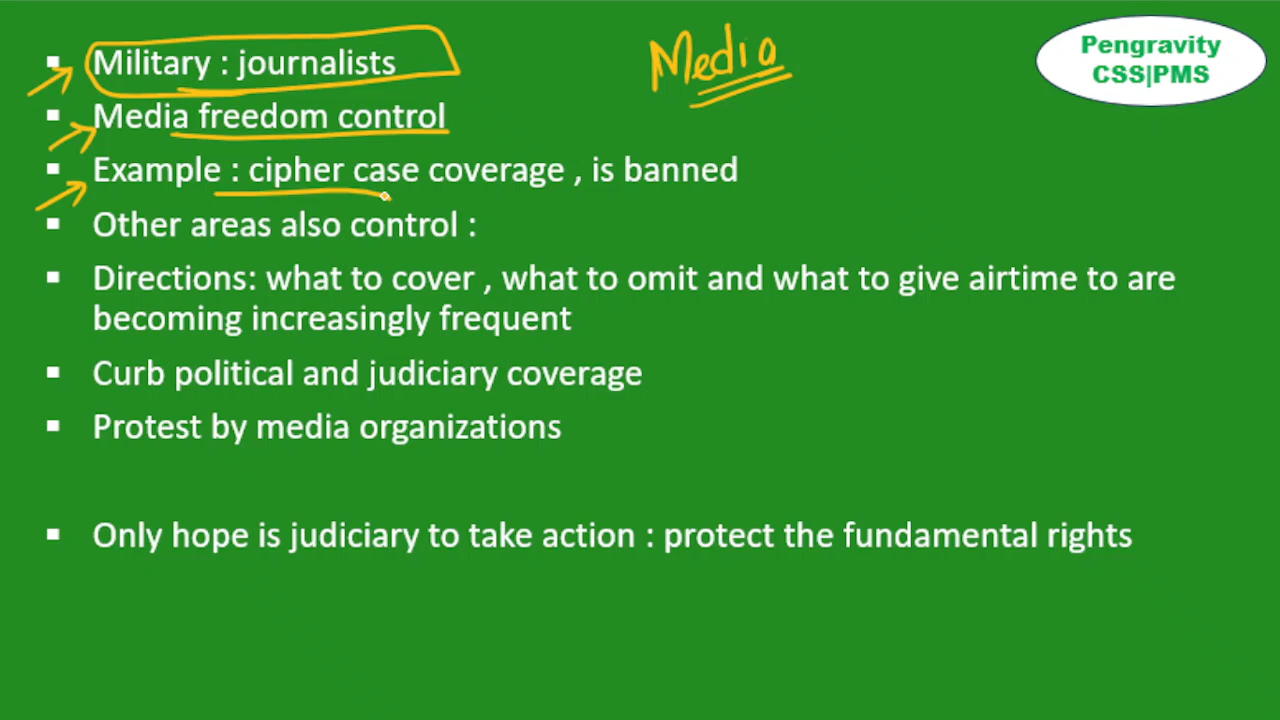 Media
Pengravity
CSS|PMS
▪ Military : journalists
▪ Media freedom control
▪ Example : cipher case coverage , is banned
▪ Other areas also control :
▪ Directions: what to cover , what to omit and what to give airtime to are
becoming increasingly frequent
▪ Curb political and judiciary coverage
▪ Protest by media organizations
▪ Only hope is judiciary to take action : protect the fundamental rights